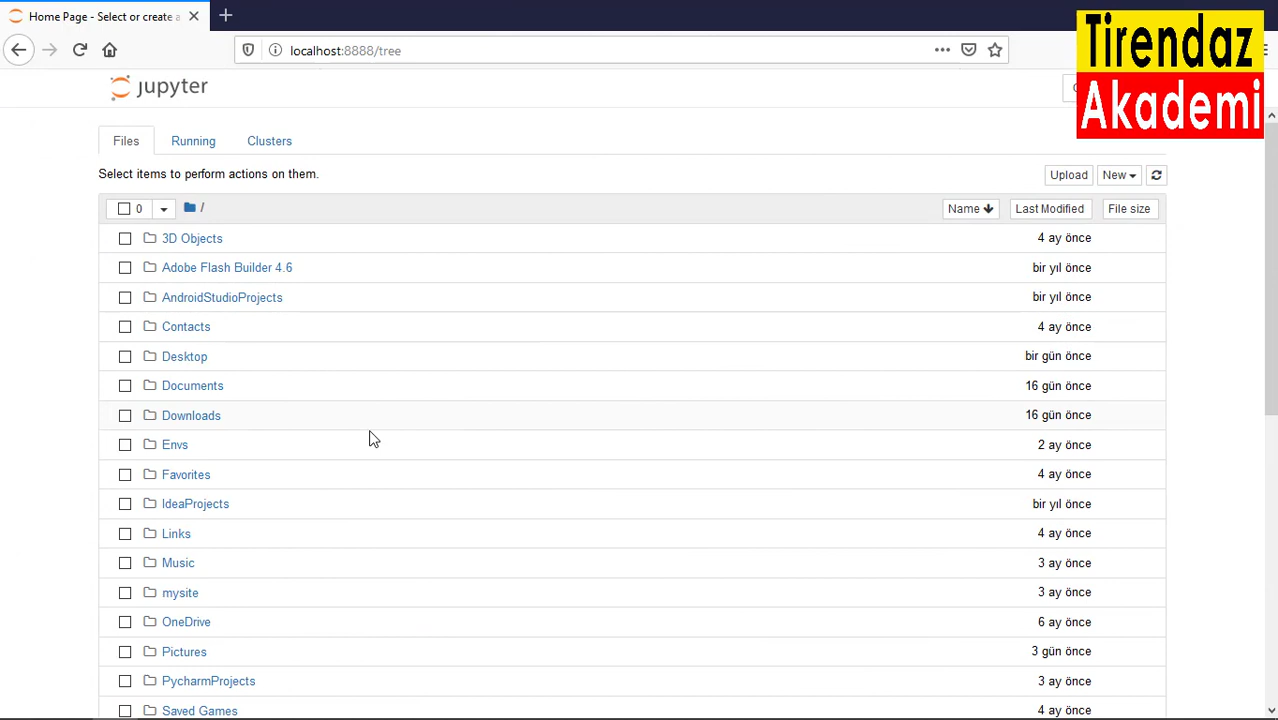 Home Page - Select or create a
localhost:8888/tree
Tirendaz
Akademi
jupyter
Files Running Clusters
Select items to perform actions on them.
Upload New
0 / Name Last Modified File size
3D Objects 4 ay önce
Adobe Flash Builder 4.6 bir yıl önce
AndroidStudioProjects bir yıl önce
Contacts 4 ay önce
Desktop bir gün önce
Documents 16 gün önce
Downloads 16 gün önce
Envs 2 ay önce
Favorites 4 ay önce
IdeaProjects bir yıl önce
Links 4 ay önce
Music 3 ay önce
mysite 3 ay önce
OneDrive 6 ay önce
Pictures 3 gün önce
PycharmProjects 3 ay önce
Saved Games 4 ay önce